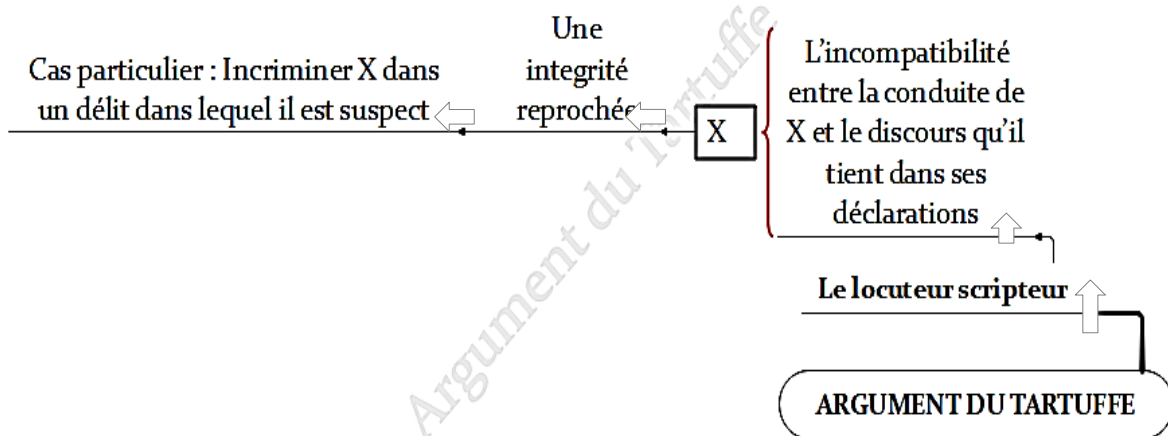 Cas particulier : Incriminer X dans
un délit dans lequel il est suspect
Une
integrité
reprochée
X
L'incompatibilité
entre la conduite de
X et le discours qu'il
tient dans ses
déclarations
Le locuteur scripteur
ARGUMENT DU TARTUFFE
Argument du Tartuffe